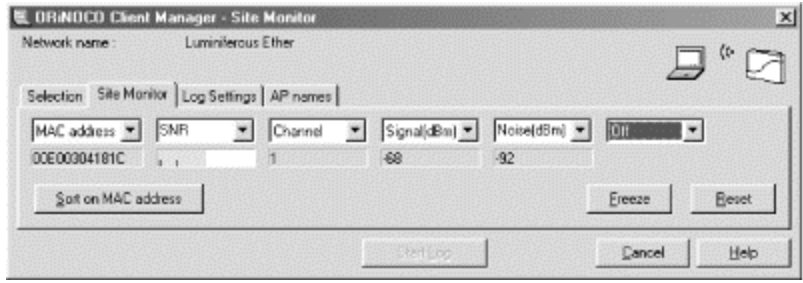 ORiNOCO Client Manager - Site Monitor
Network name : Luminiferous Ether
Selection Site Monitor Log Settings AP names
MAC address SNR Channel Signal(dBm) Noise(dBm) Off
00E00304181C 1 -68 -92
Sort on MAC address Freeze Reset
Start Log Cancel Help